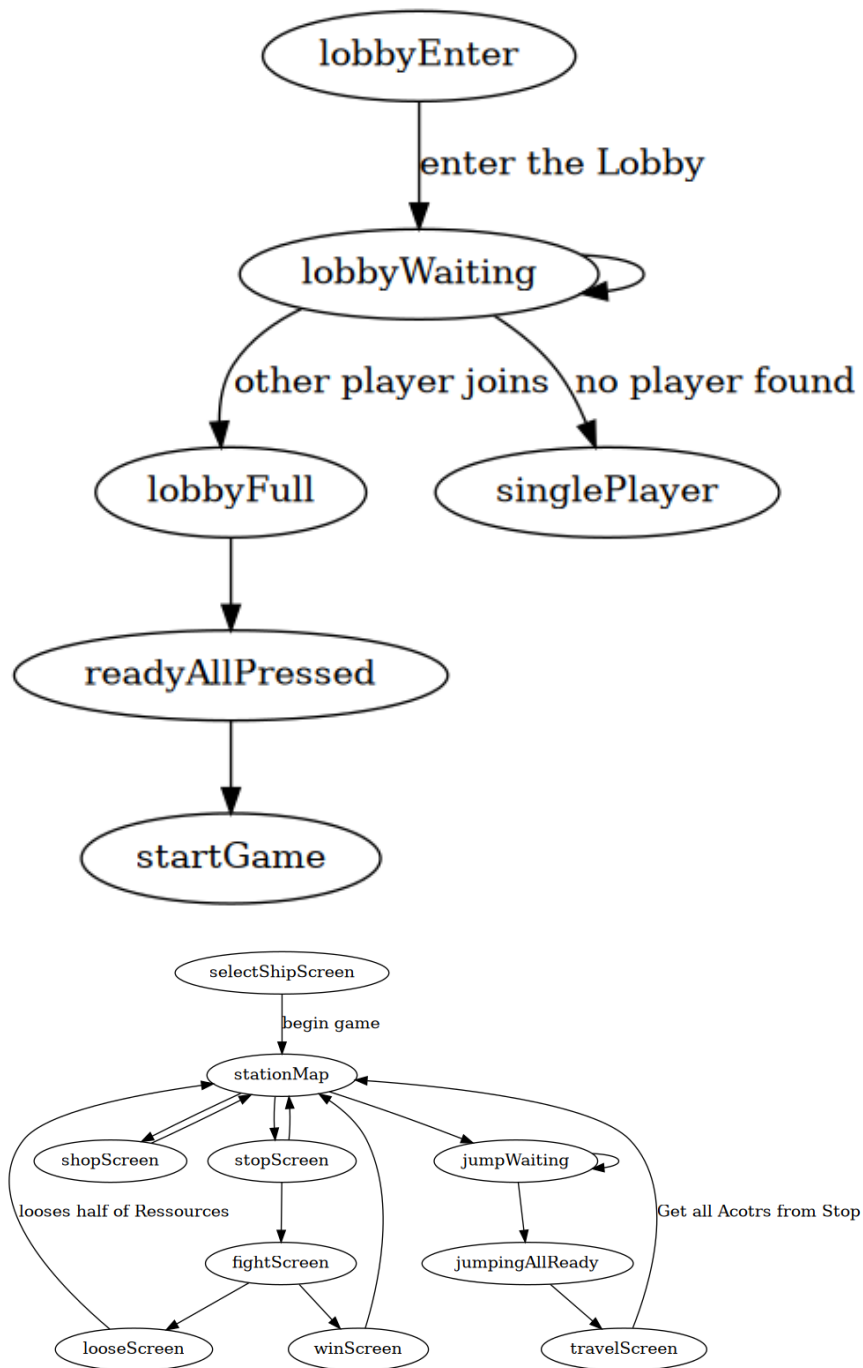 lobbyEnter
enter the Lobby
lobbyWaiting
other player joins
no player found
lobbyFull
singlePlayer
readyAllPressed
startGame
selectShipScreen
begin game
stationMap
shopScreen
stopScreen
jumpWaiting
looses half of Ressources
Get all Acotrs from Stop
fightScreen
jumpingAllReady
looseScreen
winScreen
travelScreen